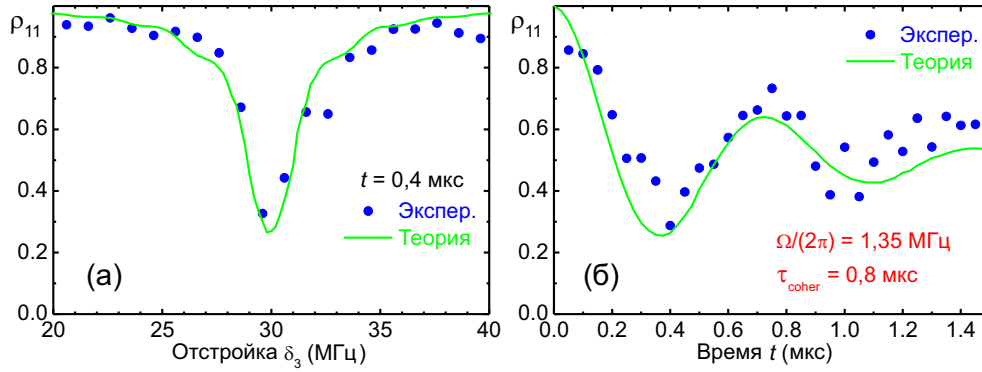 ρ11
1.0
0.8
0.6
0.4
0.2
0.0
20
25
30
35
40
t = 0,4 мкс
Экспер.
Теория
(а)
Отстройка δ3 (МГц)
ρ11
1.0
0.8
0.6
0.4
0.2
0.0
0.0
0.2
0.4
0.6
0.8
1.0
1.2
1.4
Экспер.
Теория
Ω/(2π) = 1,35 МГц
τcoher = 0,8 мкс
(б)
Время t (мкс)